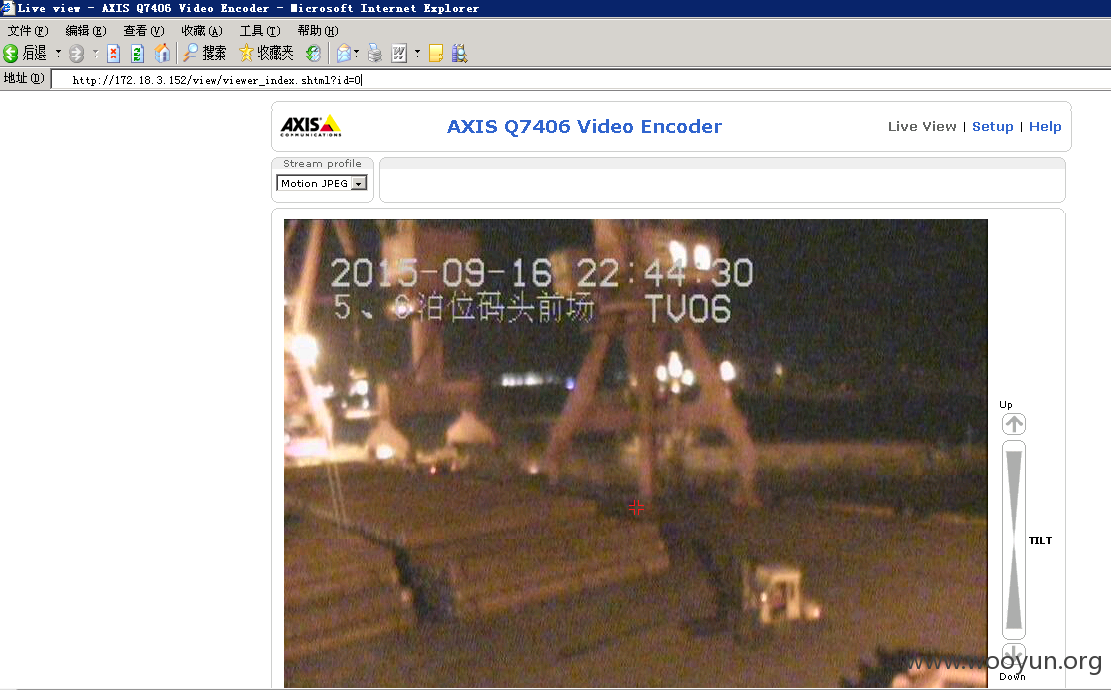 Live view - AXIS Q7406 Video Encoder - Microsoft Internet Explorer
文件(F) 编辑(E) 查看(V) 收藏(A) 工具(T) 帮助(H)
后退 搜索 收藏夹
地址(D) http://172.18.3.152/view/viewer_index.shtml?id=0
AXIS COMMUNICATIONS
AXIS Q7406 Video Encoder
Live View | Setup | Help
Stream profile
Motion JPEG
2015-09-16 22:44:30
5、6泊位码头前场 TV06
Up
TILT
Down
www.wooyun.org